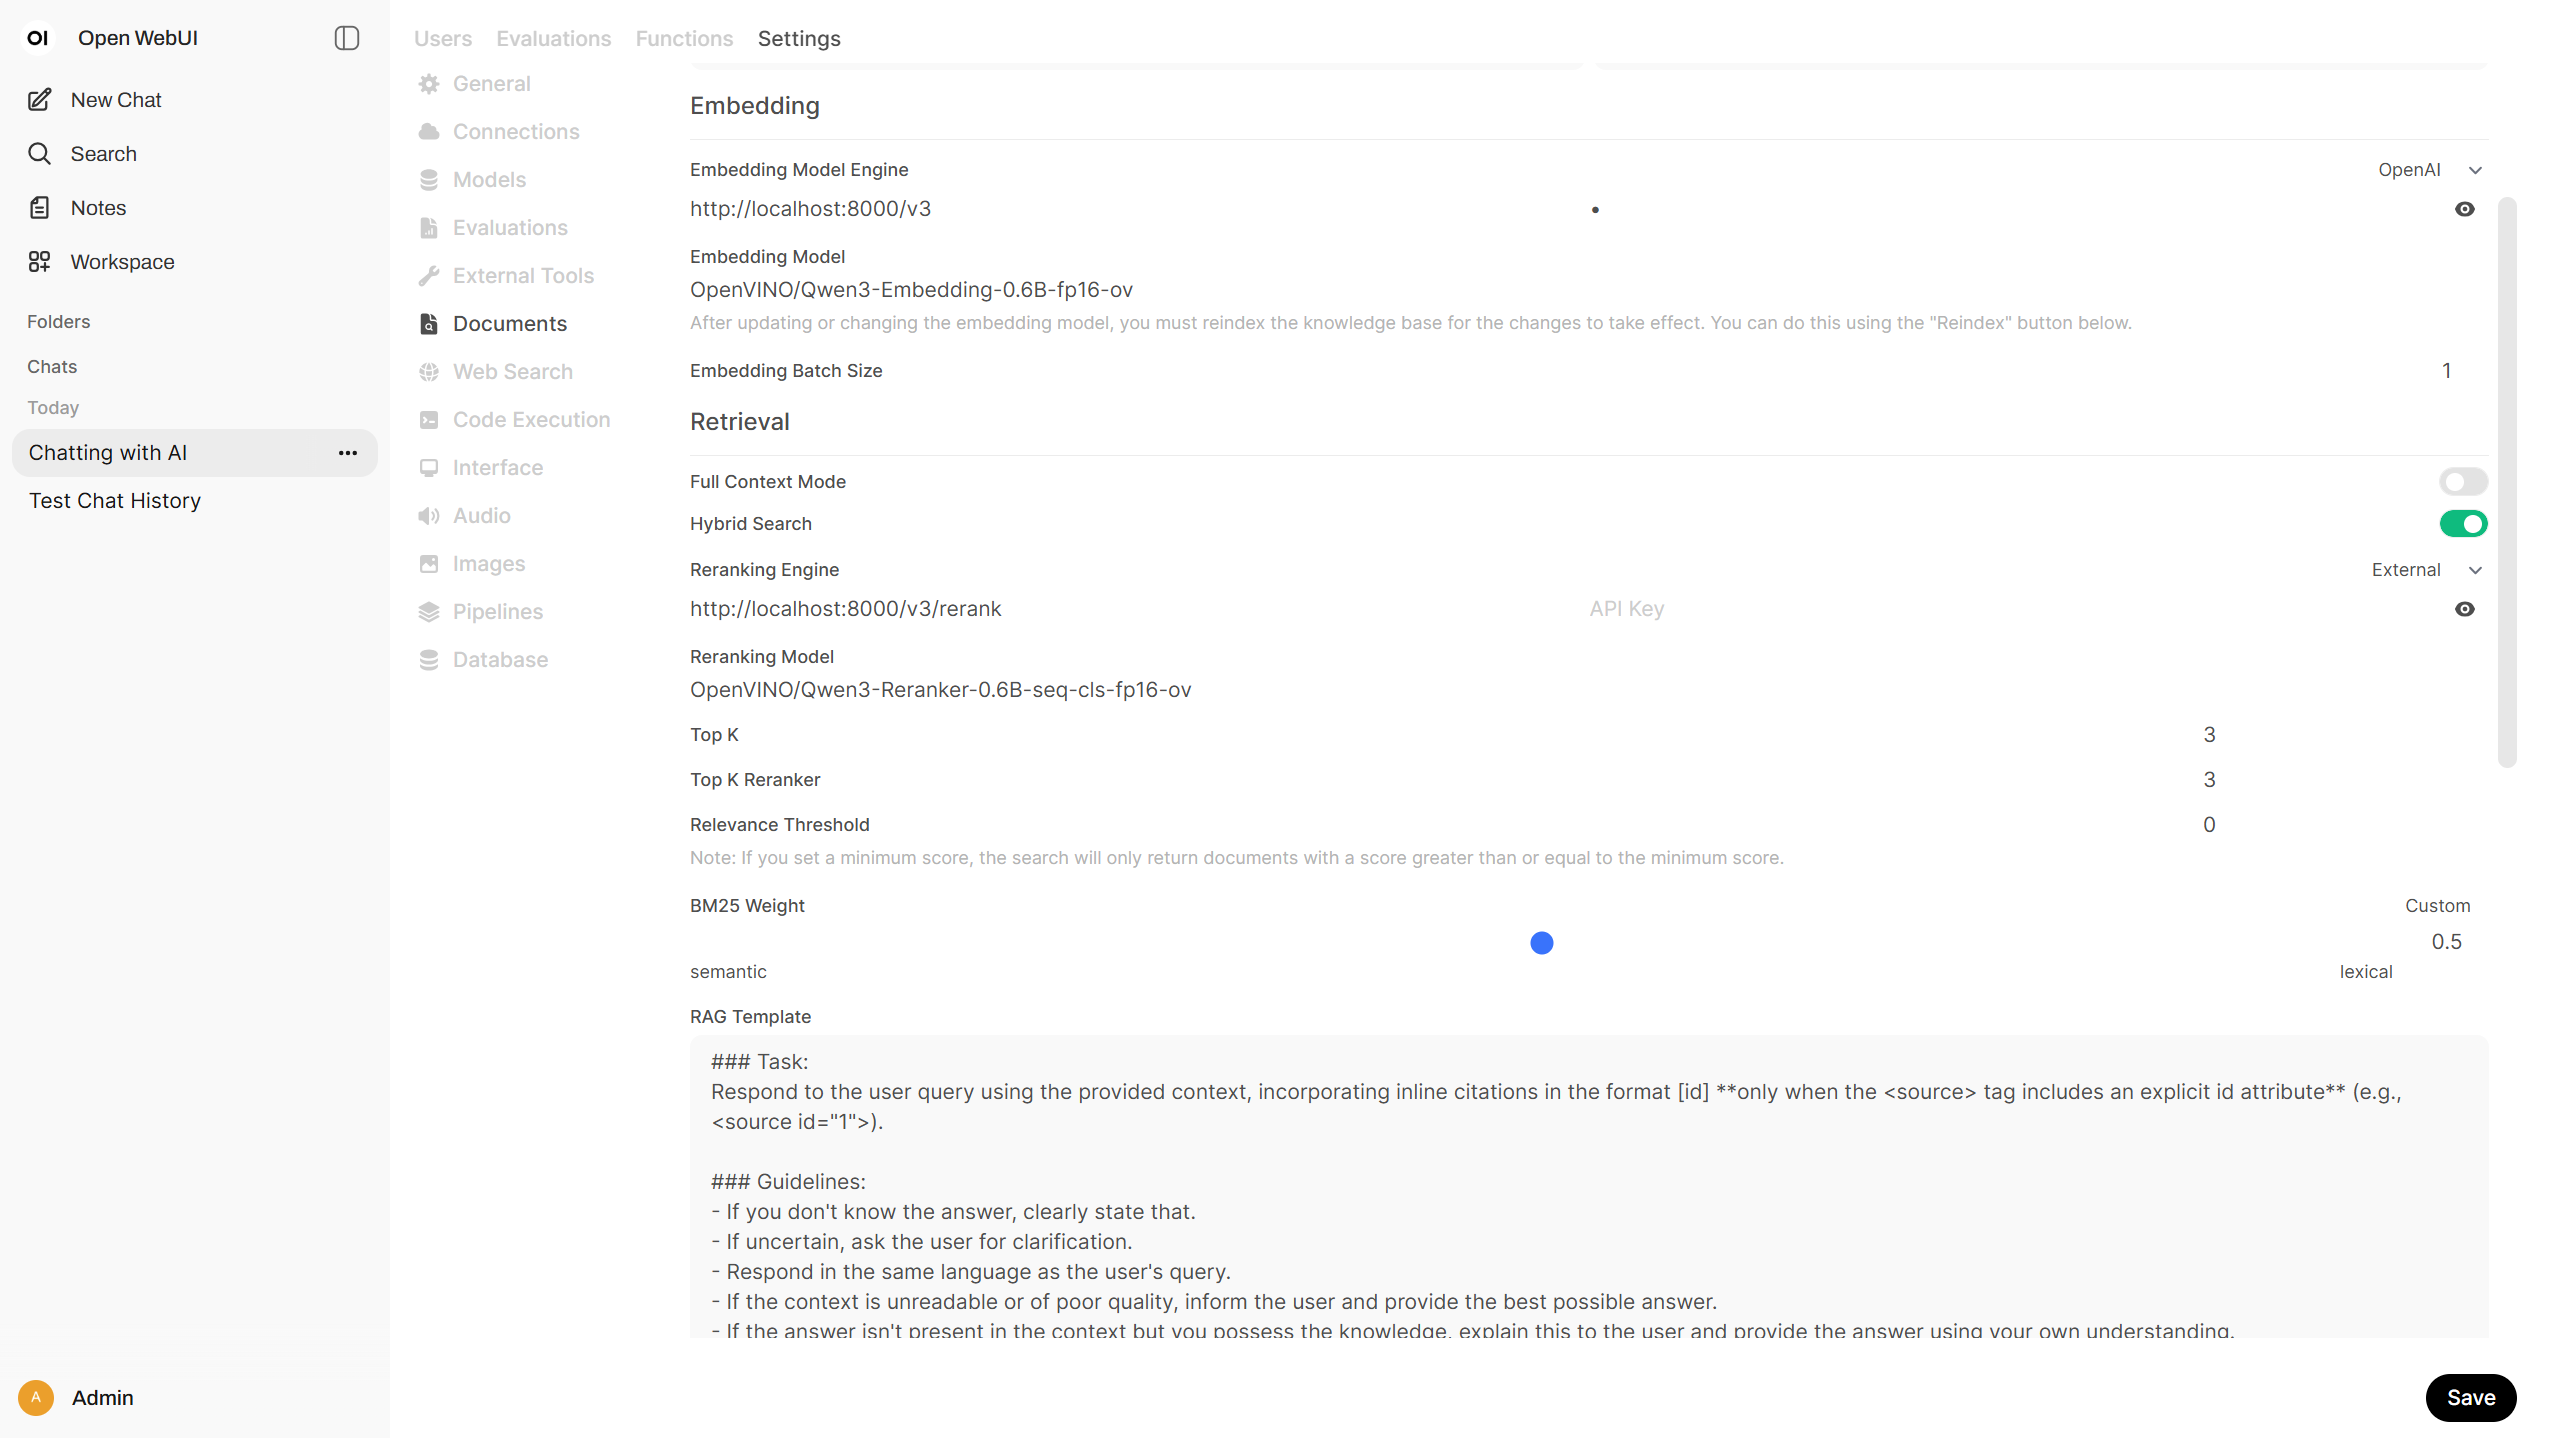 OI Open WebUI
New Chat
Search
Notes
Workspace
Folders
Chats
Today
Chatting with AI
Test Chat History
A Admin
Users Evaluations Functions Settings
General
Connections
Models
Evaluations
External Tools
Documents
Web Search
Code Execution
Interface
Audio
Images
Pipelines
Database
Embedding
Embedding Model Engine OpenAI
http://localhost:8000/v3 •
Embedding Model
OpenVINO/Qwen3-Embedding-0.6B-fp16-ov
After updating or changing the embedding model, you must reindex the knowledge base for the changes to take effect. You can do this using the "Reindex" button below.
Embedding Batch Size 1
Retrieval
Full Context Mode
Hybrid Search
Reranking Engine External
http://localhost:8000/v3/rerank API Key
Reranking Model
OpenVINO/Qwen3-Reranker-0.6B-seq-cls-fp16-ov
Top K 3
Top K Reranker 3
Relevance Threshold 0
Note: If you set a minimum score, the search will only return documents with a score greater than or equal to the minimum score.
BM25 Weight Custom
0.5
semantic lexical
RAG Template
### Task:
Respond to the user query using the provided context, incorporating inline citations in the format [id] **only when the <source> tag includes an explicit id attribute** (e.g.,
<source id="1">).
### Guidelines:
- If you don't know the answer, clearly state that.
- If uncertain, ask the user for clarification.
- Respond in the same language as the user's query.
- If the context is unreadable or of poor quality, inform the user and provide the best possible answer.
- If the answer isn't present in the context but you possess the knowledge, explain this to the user and provide the answer using your own understanding.
Save